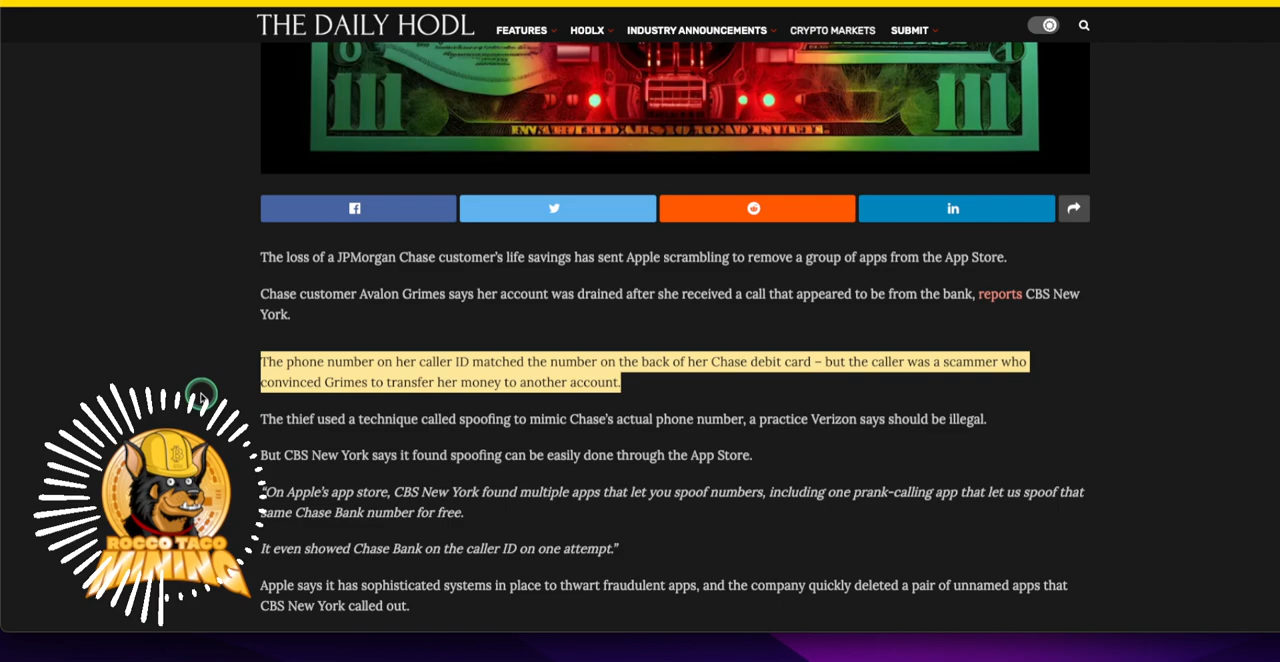 THE DAILY HODL
FEATURES
HODLX
INDUSTRY ANNOUNCEMENTS
CRYPTO MARKETS
SUBMIT
The loss of a JPMorgan Chase customer's life savings has sent Apple scrambling to remove a group of apps from the App Store.
Chase customer Avalon Grimes says her account was drained after she received a call that appeared to be from the bank, reports CBS New
York.
The phone number on her caller ID matched the number on the back of her Chase debit card – but the caller was a scammer who
convinced Grimes to transfer her money to another account.
The thief used a technique called spoofing to mimic Chase's actual phone number, a practice Verizon says should be illegal.
But CBS New York says it found spoofing can be easily done through the App Store.
"On Apple's app store, CBS New York found multiple apps that let you spoof numbers, including one prank-calling app that let us spoof that
same Chase Bank number for free.
It even showed Chase Bank on the caller ID on one attempt."
Apple says it has sophisticated systems in place to thwart fraudulent apps, and the company quickly deleted a pair of unnamed apps that
CBS New York called out.
ROCCO TACO
MINING